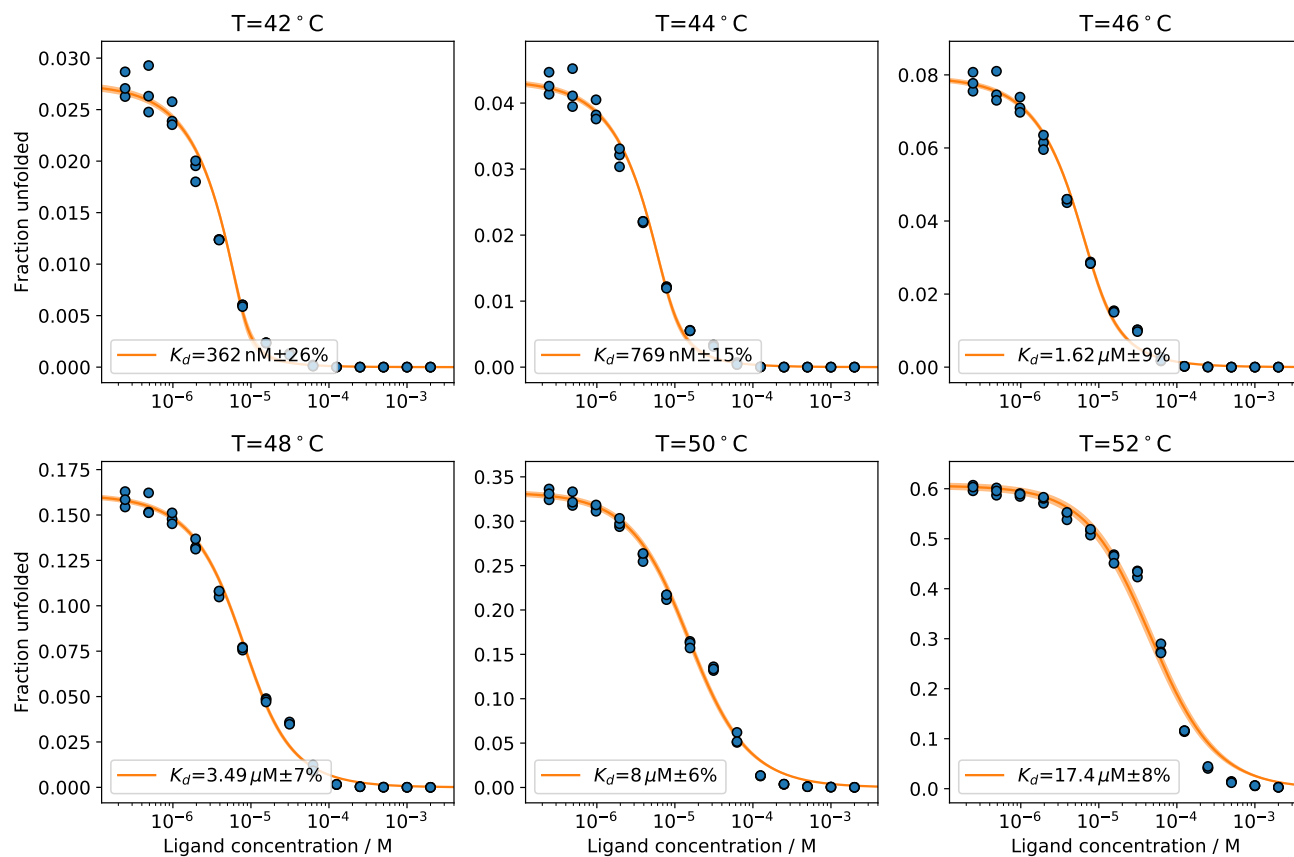 T=42°C
T=44°C
T=46°C
Fraction unfolded
0.030
0.025
0.020
0.015
0.010
0.005
0.000
K_d=362 nM±26%
10⁻⁶ 10⁻⁵ 10⁻⁴ 10⁻³
0.04
0.03
0.02
0.01
0.00
K_d=769 nM±15%
10⁻⁶ 10⁻⁵ 10⁻⁴ 10⁻³
0.08
0.06
0.04
0.02
0.00
K_d=1.62 μM±9%
10⁻⁶ 10⁻⁵ 10⁻⁴ 10⁻³
T=48°C
T=50°C
T=52°C
Fraction unfolded
0.175
0.150
0.125
0.100
0.075
0.050
0.025
0.000
K_d=3.49 μM±7%
10⁻⁶ 10⁻⁵ 10⁻⁴ 10⁻³
Ligand concentration / M
0.35
0.30
0.25
0.20
0.15
0.10
0.05
0.00
K_d=8 μM±6%
10⁻⁶ 10⁻⁵ 10⁻⁴ 10⁻³
Ligand concentration / M
0.6
0.5
0.4
0.3
0.2
0.1
0.0
K_d=17.4 μM±8%
10⁻⁶ 10⁻⁵ 10⁻⁴ 10⁻³
Ligand concentration / M